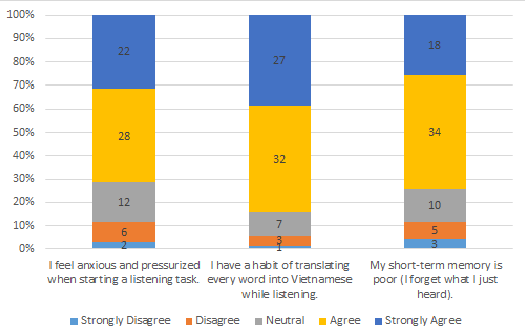 100%
90%
80%
70%
60%
50%
40%
30%
20%
10%
0%
22
28
12
6
2
27
32
7
3
1
18
34
10
5
3
I feel anxious and pressurized
when starting a listening task.
I have a habit of translating
every word into Vietnamese
while listening.
My short-term memory is
poor (I forget what I just
heard).
Strongly Disagree
Disagree
Neutral
Agree
Strongly Agree